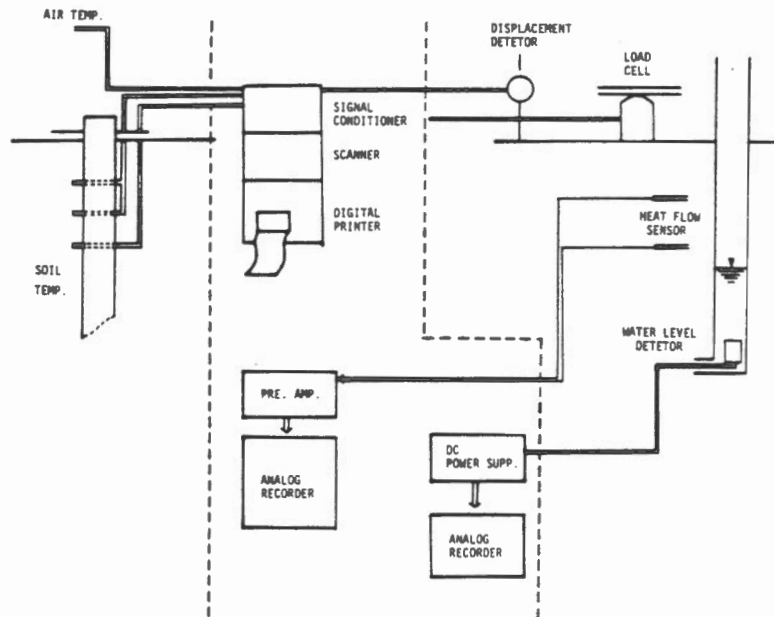 AIR TEMP.
DISPLACEMENT
DETETOR
LOAD
CELL
SIGNAL
CONDITIONER
SCANNER
DIGITAL
PRINTER
HEAT FLOW
SENSOR
SOIL
TEMP.
WATER LEVEL
DETETOR
PRE. AMP.
ANALOG
RECORDER
DC
POWER SUPP.
ANALOG
RECORDER